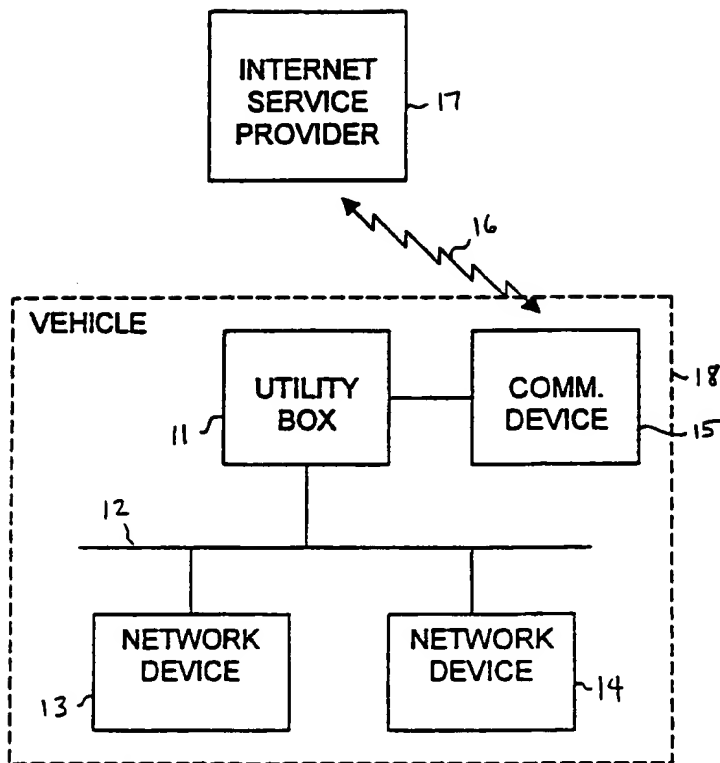 INTERNET
SERVICE
PROVIDER
17
16
VEHICLE
UTILITY
BOX
11
COMM.
DEVICE
18
15
12
NETWORK
DEVICE
13
NETWORK
DEVICE
14